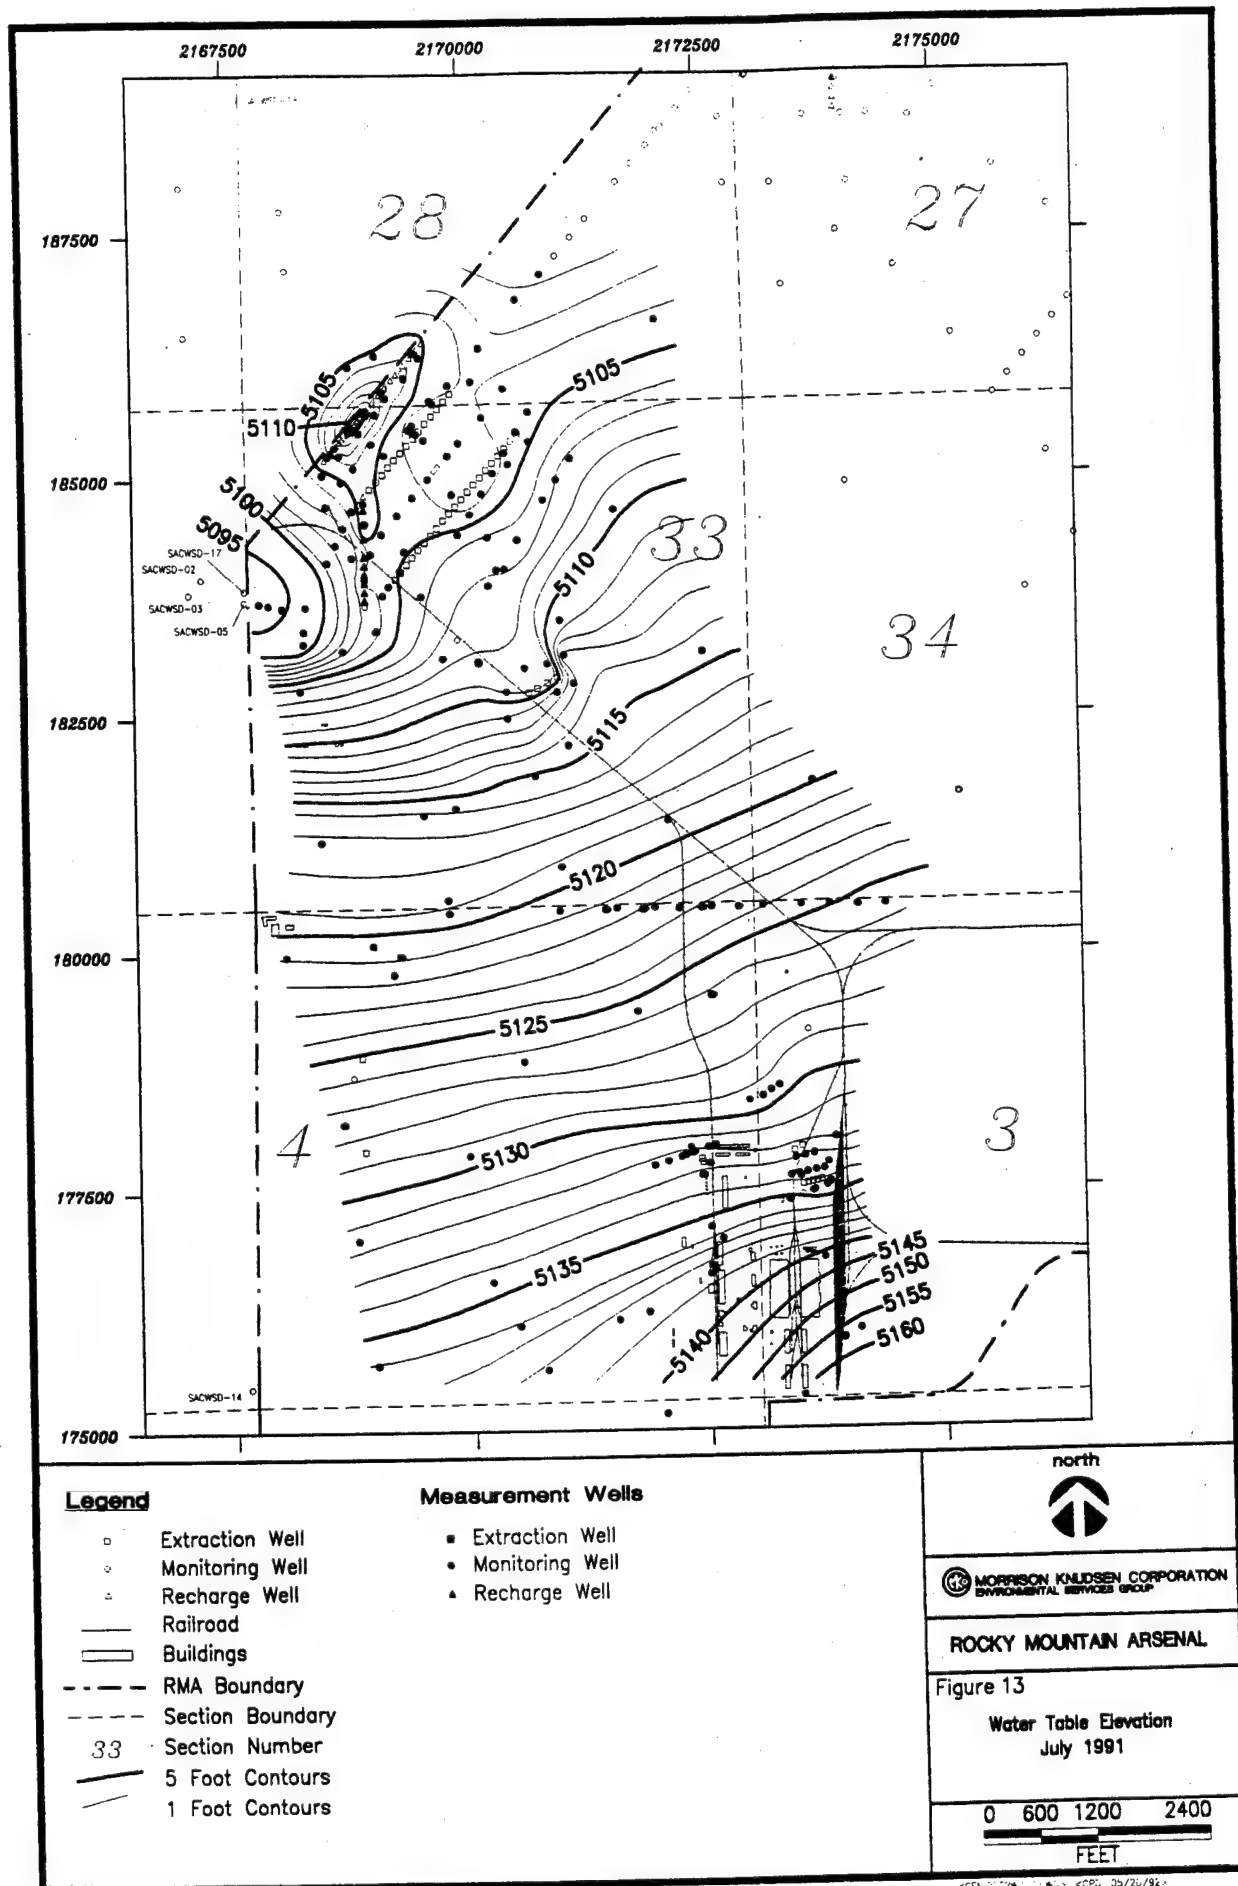 2167500 2170000 2172500 2175000
28
27
187500
5105
5105
5110
185000
5100
5095
33
SACWSD-17
SACWSD-02
5110
SACWSD-03
SACWSD-05
34
182500
5115
5120
180000
5125
4
5130
3
177500
5135
5145
5150
5155
5140
5160
SACWSD-14
175000
Legend
Extraction Well
Monitoring Well
Recharge Well
Railroad
Buildings
RMA Boundary
Section Boundary
33 Section Number
5 Foot Contours
1 Foot Contours
Measurement Wells
Extraction Well
Monitoring Well
Recharge Well
north
MORRISON KNUDSEN CORPORATION
ENVIRONMENTAL SERVICES GROUP
ROCKY MOUNTAIN ARSENAL
Figure 13
Water Table Elevation
July 1991
0 600 1200 2400
FEET